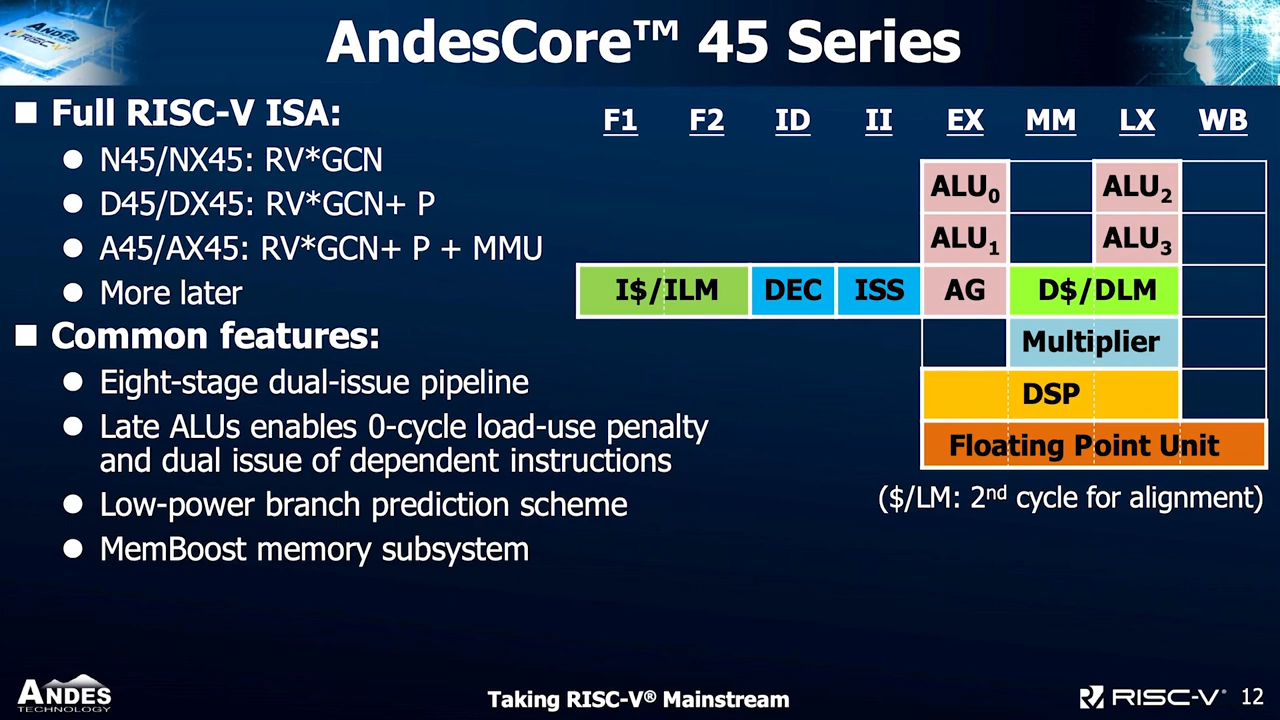 AndesCore™ 45 Series
ANDES
RISC-V
Full RISC-V ISA:
N45/NX45: RV*GCN
D45/DX45: RV*GCN+ P
A45/AX45: RV*GCN+ P + MMU
More later
Common features:
Eight-stage dual-issue pipeline
Late ALUs enables 0-cycle load-use penalty
and dual issue of dependent instructions
Low-power branch prediction scheme
MemBoost memory subsystem
F1 F2 ID II EX MM LX WB
ALU0 ALU2
ALU1 ALU3
I$/ILM DEC ISS AG D$/DLM
Multiplier
DSP
Floating Point Unit
($/LM: 2nd cycle for alignment)
ANDES
TECHNOLOGY
Taking RISC-V® Mainstream
RISC-V® 12